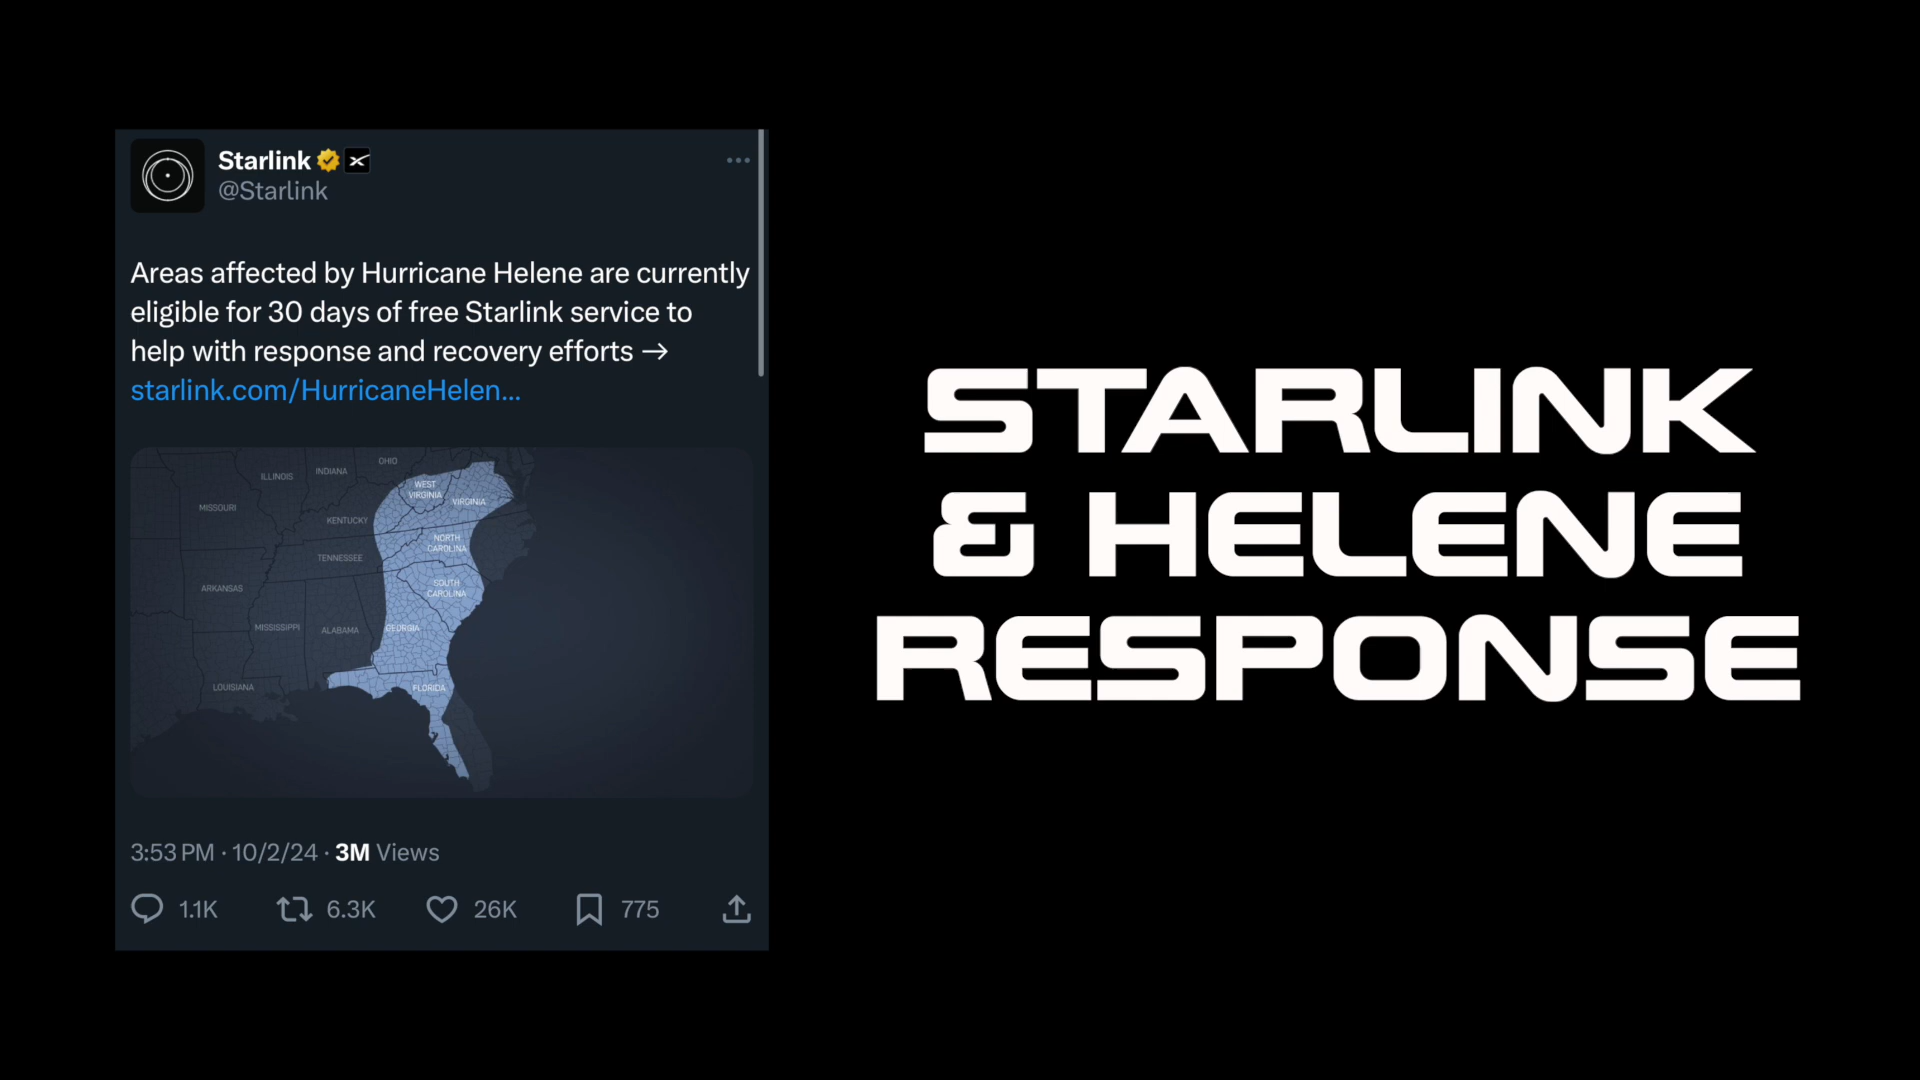 Starlink
@Starlink
Areas affected by Hurricane Helene are currently
eligible for 30 days of free Starlink service to
help with response and recovery efforts →
starlink.com/HurricaneHelen...
OHIO
INDIANA
ILLINOIS
WEST
VIRGINIA
VIRGINIA
MISSOURI
KENTUCKY
NORTH
CAROLINA
TENNESSEE
SOUTH
CAROLINA
ARKANSAS
MISSISSIPPI
ALABAMA
GEORGIA
LOUISIANA
FLORIDA
3:53 PM · 10/2/24 · 3M Views
1.1K 6.3K 26K 775
STARLINK
& HELENE
RESPONSE